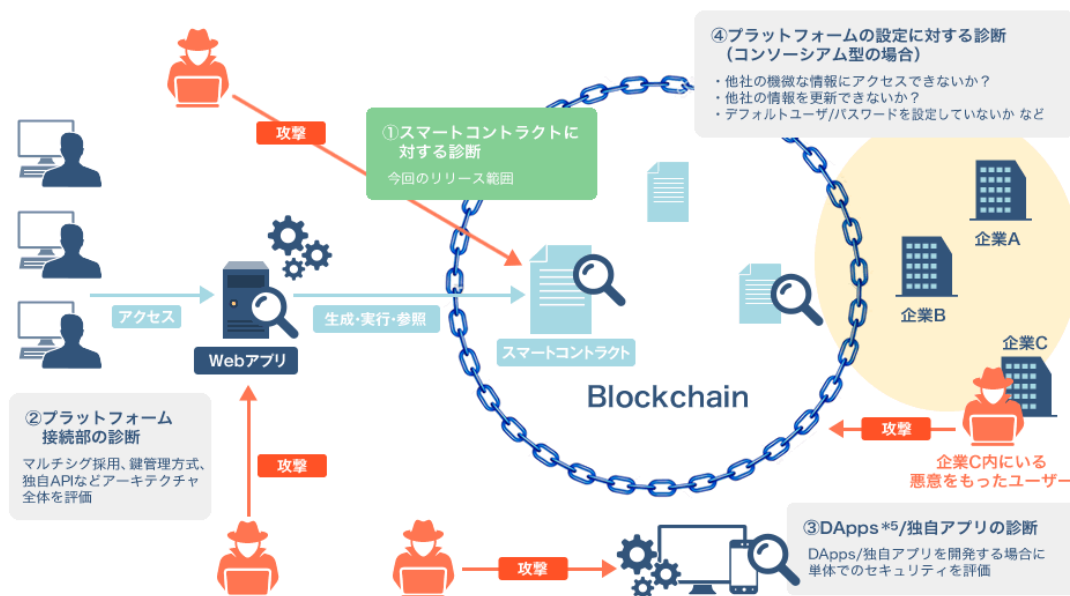 ④プラットフォームの設定に対する診断
（コンソーシアム型の場合）
・他社の機微な情報にアクセスできないか？
・他社の情報を更新できないか？
・デフォルトユーザ/パスワードを設定していないか など
攻撃
①スマートコントラクトに
対する診断
今回のリリース範囲
企業A
企業B
企業C
アクセス
生成・実行・参照
Webアプリ
スマートコントラクト
Blockchain
②プラットフォーム
接続部の診断
マルチシグ採用、鍵管理方式、
独自APIなどアーキテクチャ
全体を評価
攻撃
攻撃
企業C内にいる
悪意をもったユーザー
③DApps*5/独自アプリの診断
DApps/独自アプリを開発する場合に
単体でのセキュリティを評価
攻撃